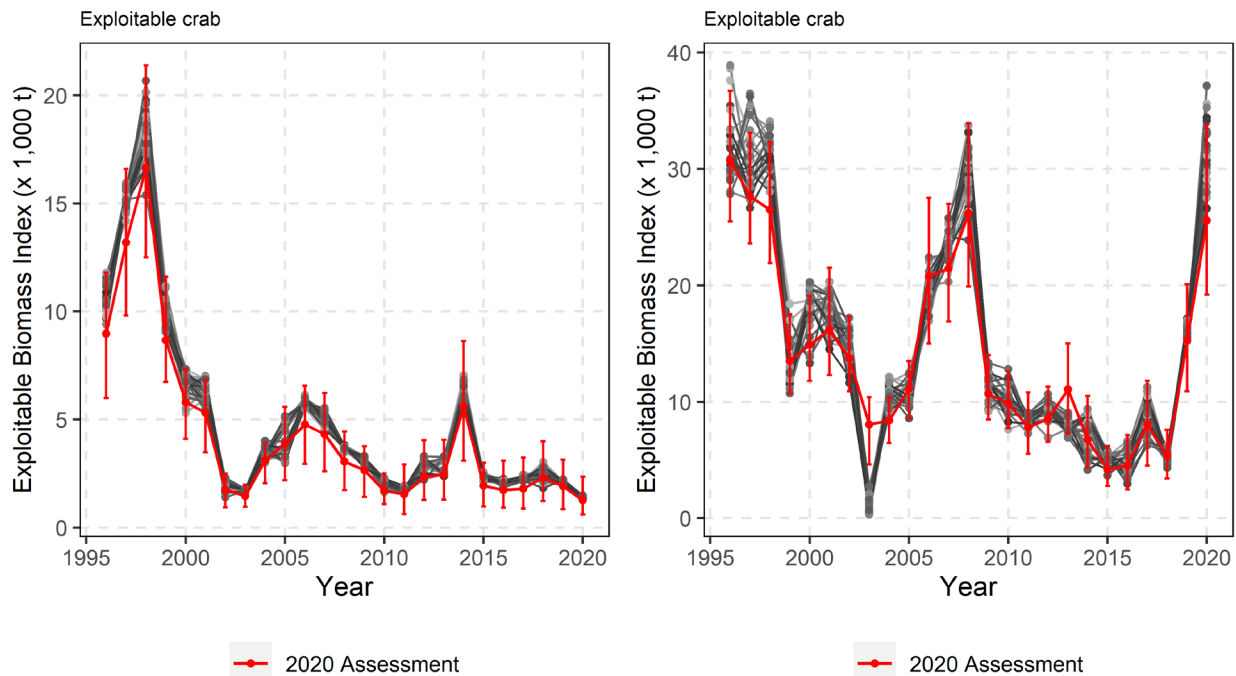 Exploitable crab
Exploitable Biomass Index (x 1,000 t)
20
15
10
5
0
1995 2000 2005 2010 2015 2020
Year
2020 Assessment
Exploitable crab
Exploitable Biomass Index (x 1,000 t)
40
30
20
10
0
1995 2000 2005 2010 2015 2020
Year
2020 Assessment